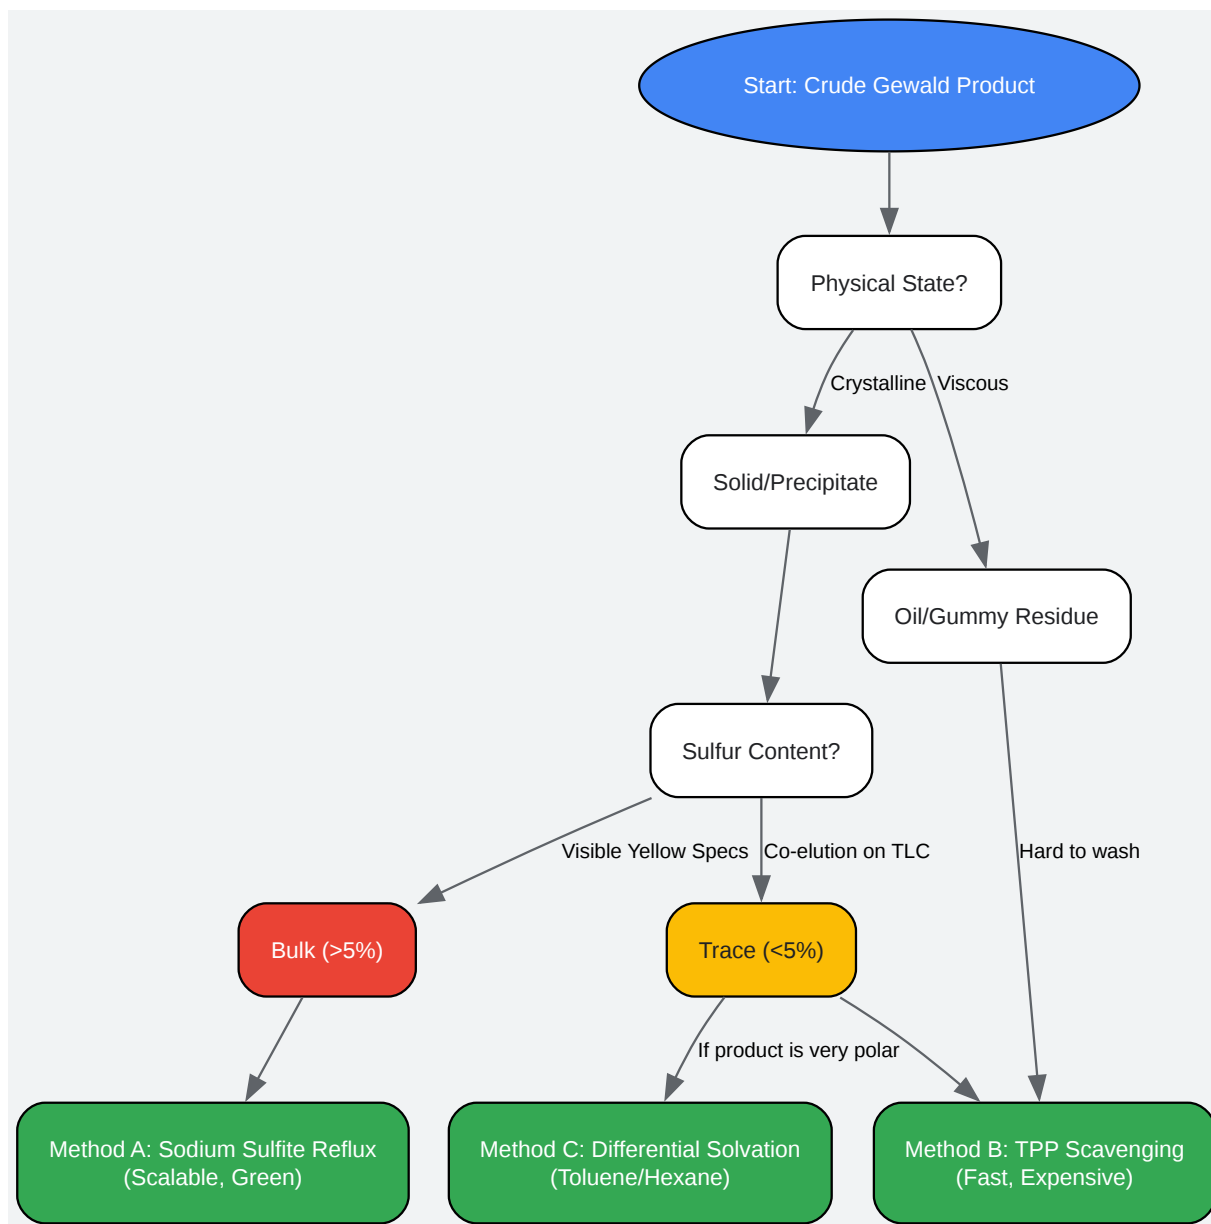 Start: Crude Gewald Product
Physical State?
Crystalline
Viscous
Solid/Precipitate
Oil/Gummy Residue
Sulfur Content?
Visible Yellow Specs
Co-elution on TLC
Hard to wash
Bulk (>5%)
Trace (<5%)
If product is very polar
Method A: Sodium Sulfite Reflux
(Scalable, Green)
Method C: Differential Solvation
(Toluene/Hexane)
Method B: TPP Scavenging
(Fast, Expensive)